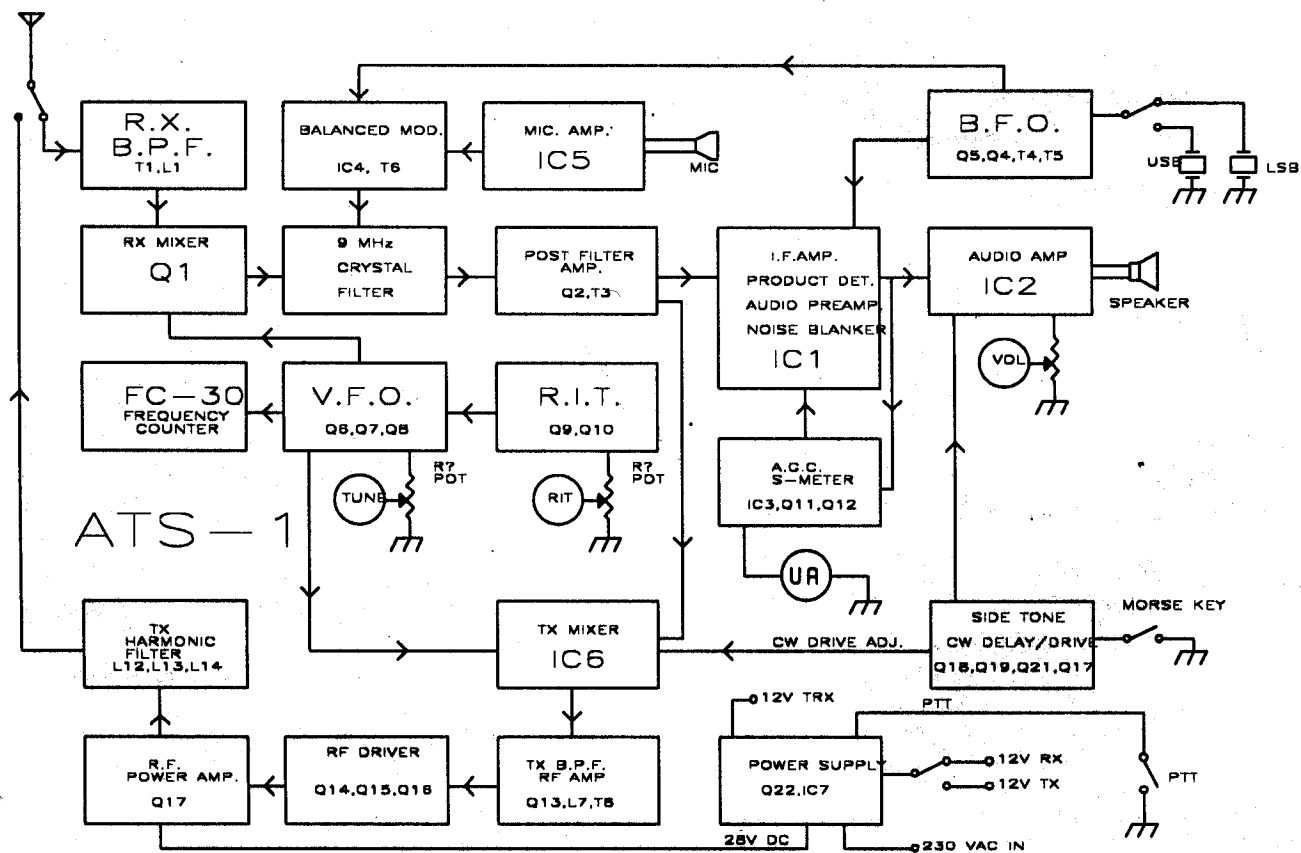 R.X.
B.P.F.
T1,L1
BALANCED MOD.
IC4, T6
MIC. AMP.
IC5
MIC
B.F.O.
Q5,Q4,T4,T5
USB
LSB
RX MIXER
Q1
9 MHz
CRYSTAL
FILTER
POST FILTER
AMP.
Q2,T3
I.F.AMP.
PRODUCT DET.
AUDIO PREAMP.
NOISE BLANKER
IC1
AUDIO AMP
IC2
SPEAKER
VOL
FC-30
FREQUENCY
COUNTER
V.F.O.
Q6,Q7,Q8
R.I.T.
Q9,Q10
R?
POT
TUNE
R?
POT
RIT
A.G.C.
S-METER
IC3,Q11,Q12
UA
ATS-1
TX
HARMONIC
FILTER
L12,L13,L14
TX MIXER
IC6
CW DRIVE ADJ.
SIDE TONE
CW DELAY/DRIVE
Q18,Q19,Q21,Q17
MORSE KEY
12V TRX
PTT
R.F.
POWER AMP.
Q17
RF DRIVER
Q14,Q15,Q16
TX B.P.F.
RF AMP
Q13,L7,T8
POWER SUPPLY
Q22,IC7
12V RX
12V TX
PTT
28V DC
230 VAC IN